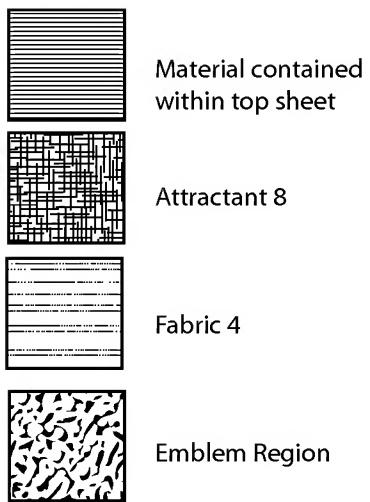 Material contained
within top sheet
Attractant 8
Fabric 4
Emblem Region